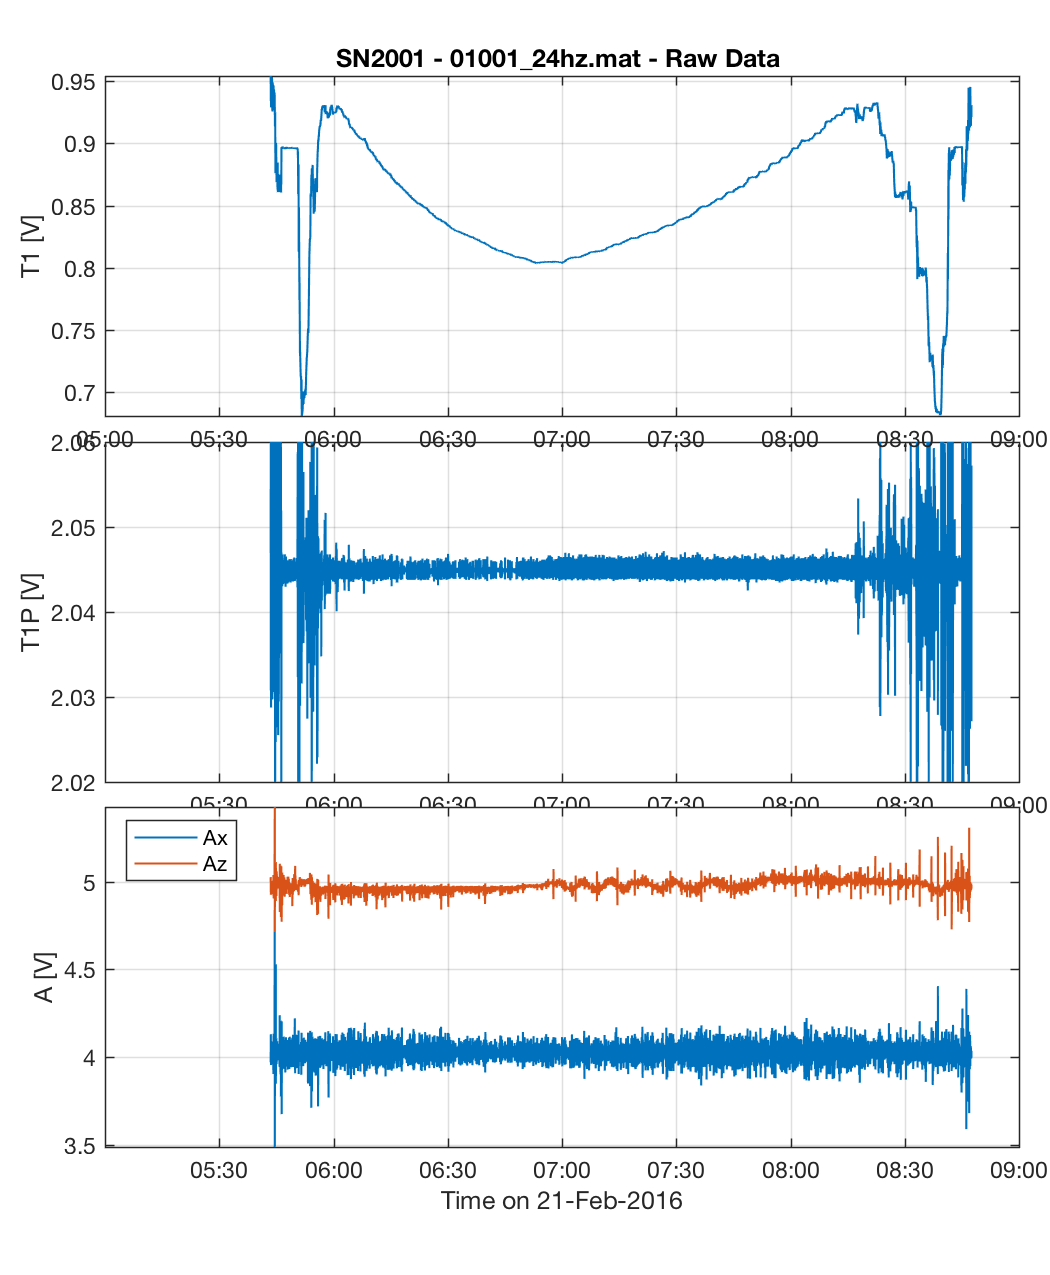 SN2001 - 01001_24hz.mat - Raw Data
0.95
0.9
0.85
0.8
0.75
0.7
T1 [V]
05:00 05:30 06:00 06:30 07:00 07:30 08:00 08:30 09:00
2.06
2.05
2.04
2.03
2.02
T1P [V]
05:30 06:00 06:30 07:00 07:30 08:00 08:30 09:00
Ax
Az
5
4.5
4
3.5
A [V]
05:30 06:00 06:30 07:00 07:30 08:00 08:30 09:00
Time on 21-Feb-2016